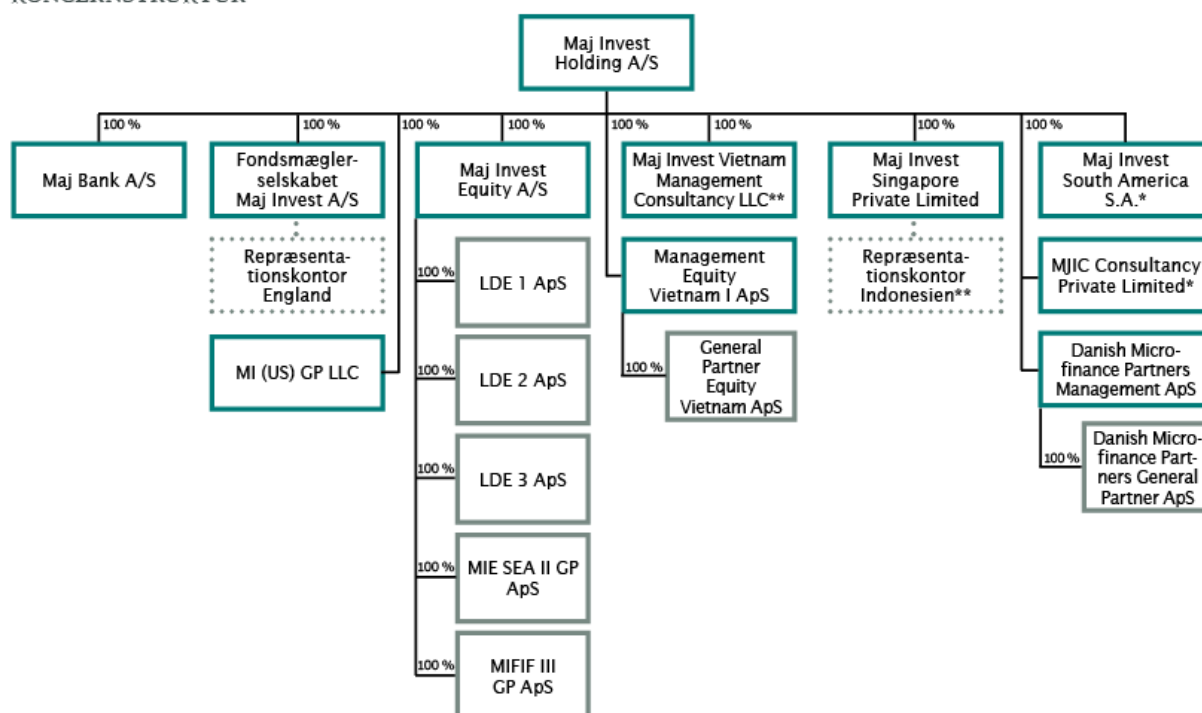 KONCERNSTRUKTUR
Maj Invest
Holding A/S
100 %
100 %
100 %
100 %
100 %
100 %
100 %
100 %
Maj Bank A/S
Fondsmægler-
selskabet
Maj Invest A/S
Maj Invest
Equity A/S
Maj Invest Vietnam
Management
Consultancy LLC**
Maj Invest
Singapore
Private Limited
Maj Invest
South America
S.A.*
Repræsenta-
tionskontor
England
MI (US) GP LLC
100 %
LDE 1 ApS
100 %
LDE 2 ApS
100 %
LDE 3 ApS
100 %
MIE SEA II GP
ApS
100 %
MIFIF III
GP ApS
Management
Equity
Vietnam I ApS
100 %
General
Partner
Equity
Vietnam ApS
Repræsenta-
tionskontor
Indonesien**
MJIC Consultancy
Private Limited*
Danish Micro-
finance Partners
Management ApS
100 %
Danish Micro-
finance Part-
ners General
Partner ApS